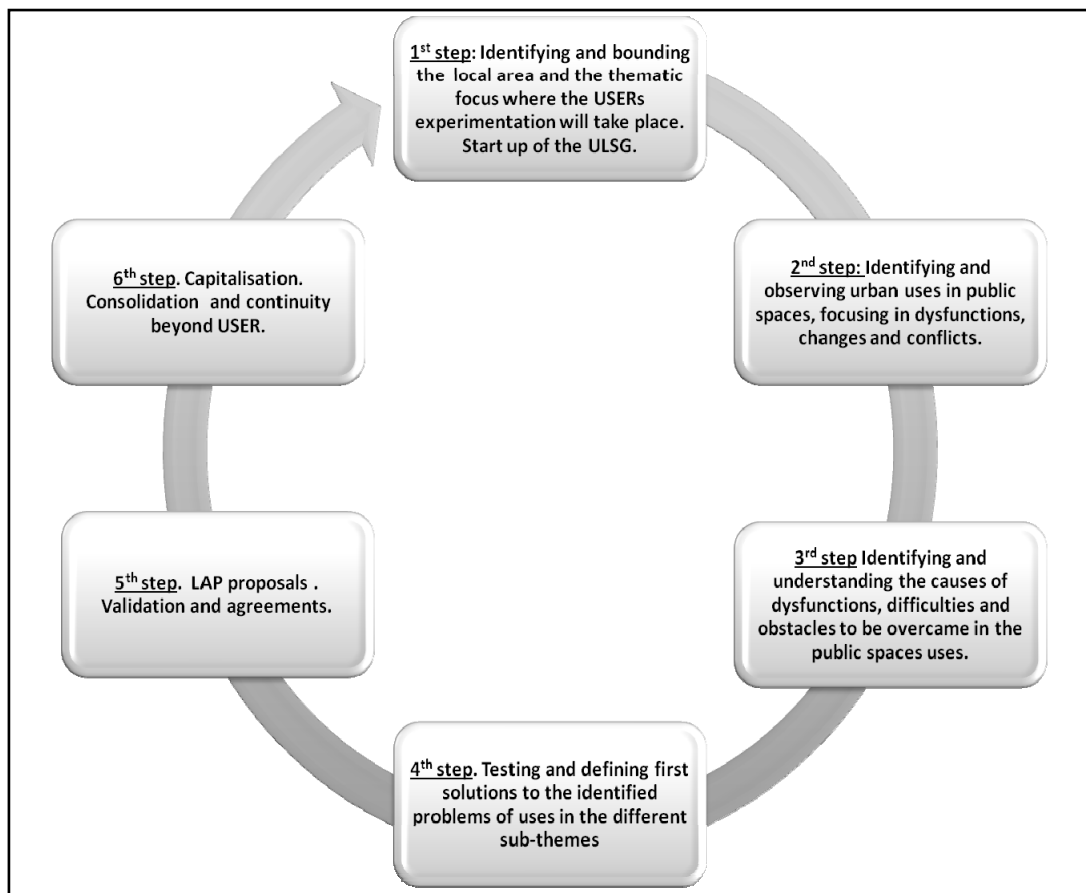 1st step: Identifying and bounding
the local area and the thematic
focus where the USERs
experimentation will take place.
Start up of the ULSG.
2nd step: Identifying and
observing urban uses in public
spaces, focusing in dysfunctions,
changes and conflicts.
3rd step Identifying and
understanding the causes of
dysfunctions, difficulties and
obstacles to be overcame in the
public spaces uses.
4th step. Testing and defining first
solutions to the identified
problems of uses in the different
sub-themes
5th step. LAP proposals .
Validation and agreements.
6th step. Capitalisation.
Consolidation and continuity
beyond USER.